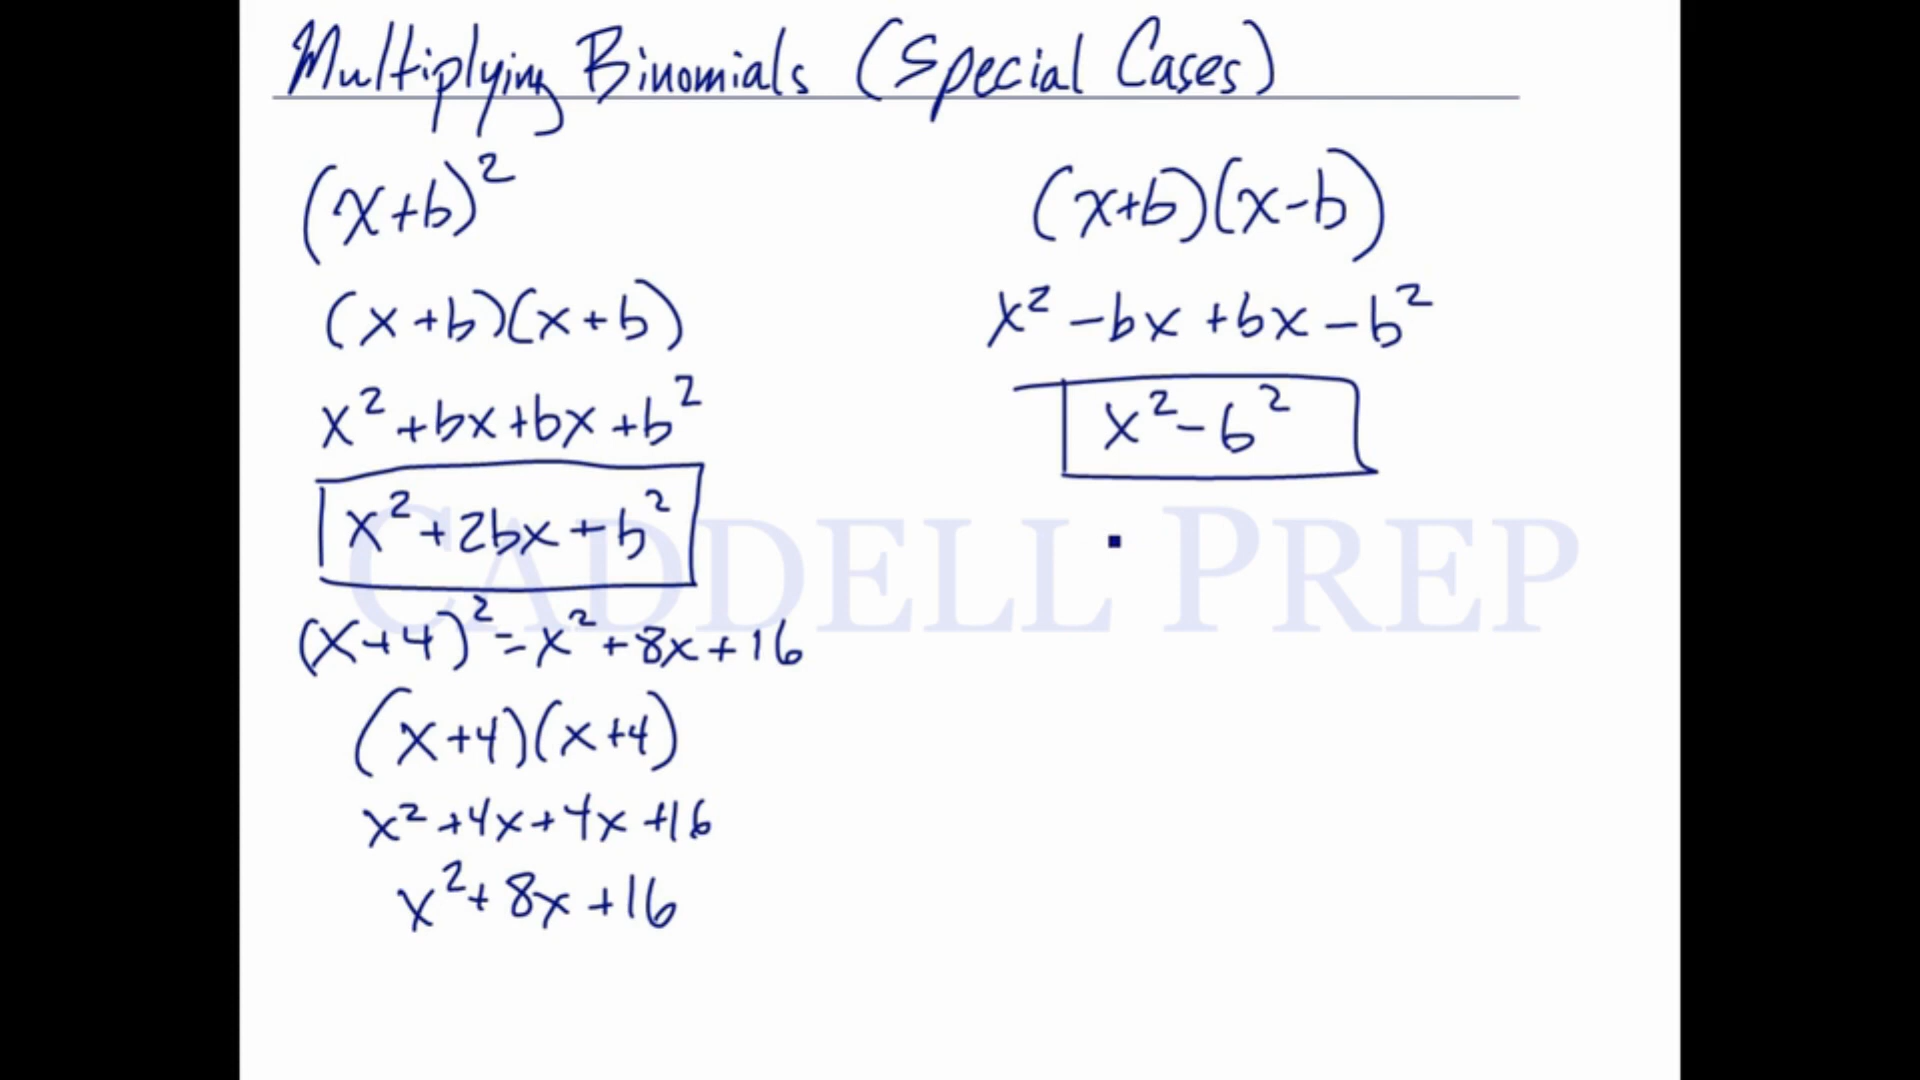 Multiplying Binomials (Special Cases)
(x+b)²
(x+b)(x+b)
x²+bx+bx+b²
x²+2bx+b²
(x+4)²=x²+8x+16
(x+4)(x+4)
x²+4x+4x+16
x²+8x+16
(x+b)(x-b)
x²-bx+bx-b²
x²-b²
CADDELL PREP